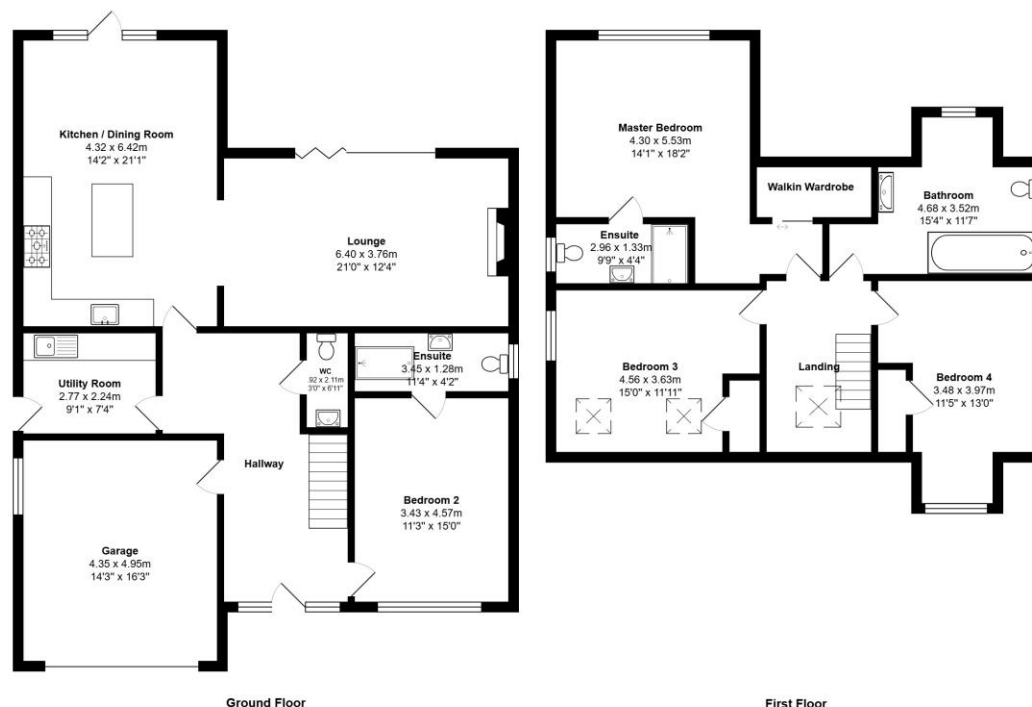 Kitchen / Dining Room
4.32 x 6.42m
14'2" x 21'1"
Lounge
6.40 x 3.76m
21'0" x 12'4"
Utility Room
2.77 x 2.24m
9'1" x 7'4"
WC
.92 x 2.11m
3'0" x 6'11"
Ensuite
3.45 x 1.28m
11'4" x 4'2"
Hallway
Bedroom 2
3.43 x 4.57m
11'3" x 15'0"
Garage
4.35 x 4.95m
14'3" x 16'3"
Ground Floor
Master Bedroom
4.30 x 5.53m
14'1" x 18'2"
Walkin Wardrobe
Bathroom
4.68 x 3.52m
15'4" x 11'7"
Ensuite
2.96 x 1.33m
9'9" x 4'4"
Bedroom 3
4.56 x 3.63m
15'0" x 11'11"
Landing
Bedroom 4
3.48 x 3.97m
11'5" x 13'0"
First Floor